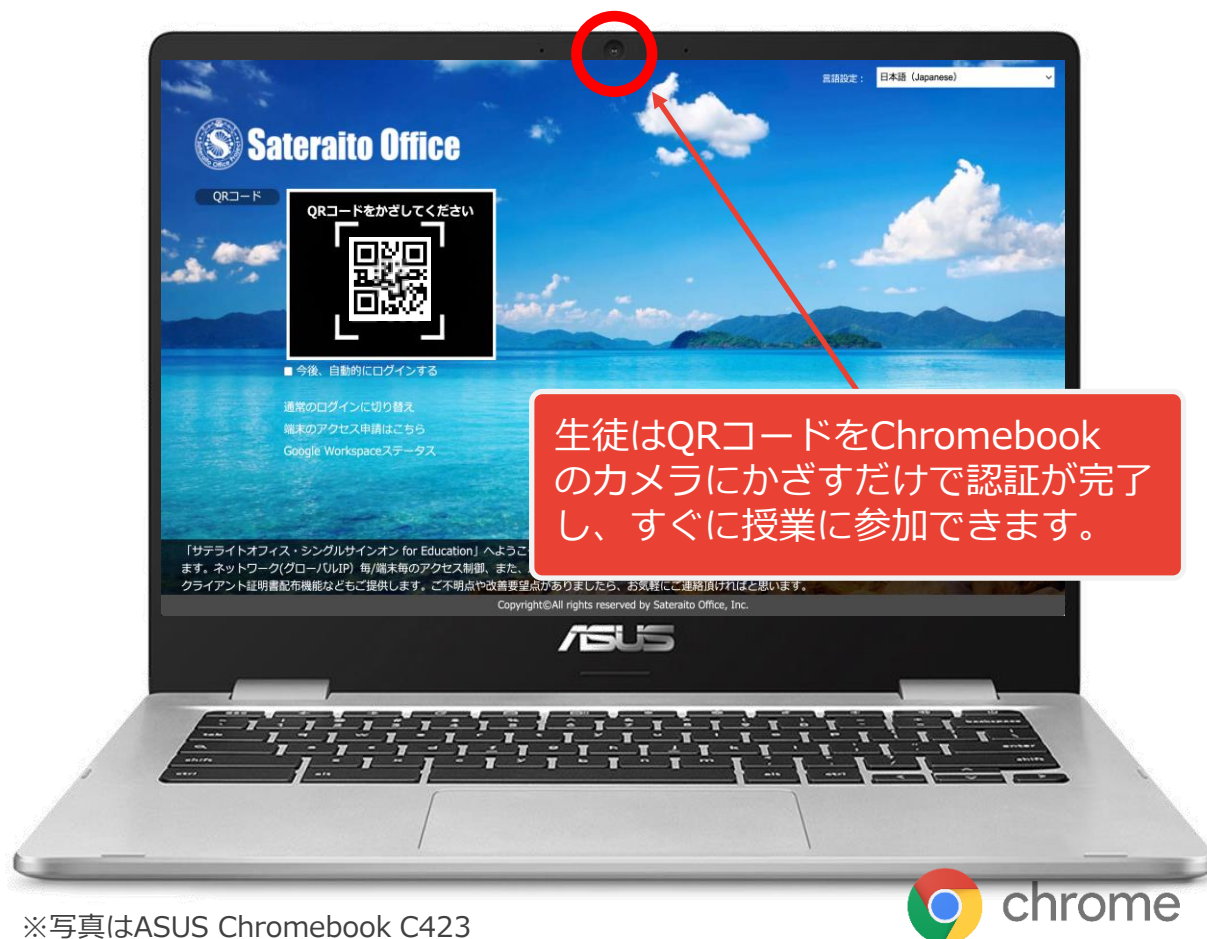 言語設定：
日本語（Japanese）
Sateraito Office
QRコード
QRコードをかざしてください
今後、自動的にログインする
通常のログインに切り替え
端末のアクセス申請はこちら
Google Workspaceステータス
生徒はQRコードをChromebook
のカメラにかざすだけで認証が完了
し、すぐに授業に参加できます。
「サテライトオフィス・シングルサインオン for Education」へようこそ
ます。ネットワーク(グローバルIP) 毎/端末毎のアクセス制御、また、
クライアント証明書配布機能などもご提供します。ご不明点や改善要望点がありましたら、お気軽にご連絡頂ければと思います。
Copyright©All rights reserved by Sateraito Office, Inc.
ASUS
backspace
tab
enter
shift
shift
ctrl
alt
alt
ctrl
chrome
※写真はASUS Chromebook C423